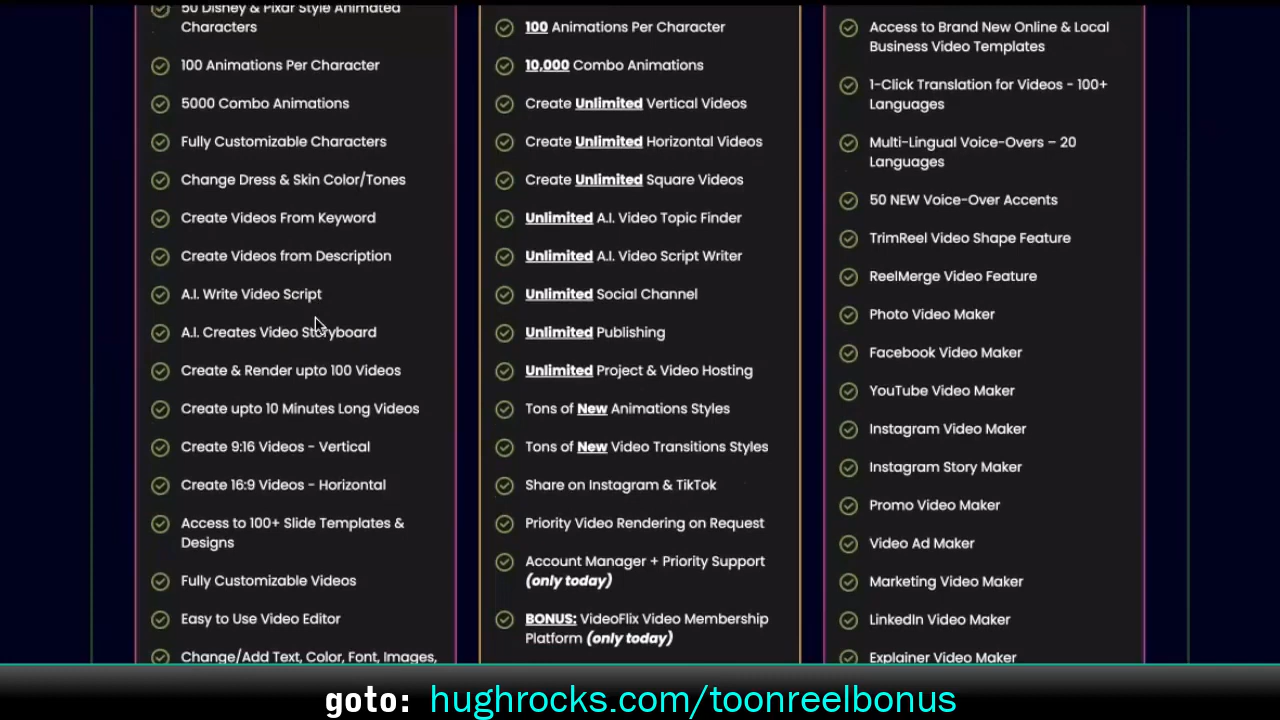 50 Disney & Pixar Style Animated
Characters
100 Animations Per Character
5000 Combo Animations
Fully Customizable Characters
Change Dress & Skin Color/Tones
Create Videos From Keyword
Create Videos from Description
A.I. Write Video Script
A.I. Creates Video Storyboard
Create & Render upto 100 Videos
Create upto 10 Minutes Long Videos
Create 9:16 Videos - Vertical
Create 16:9 Videos - Horizontal
Access to 100+ Slide Templates &
Designs
Fully Customizable Videos
Easy to Use Video Editor
Change/Add Text, Color, Font, Images,
100 Animations Per Character
10,000 Combo Animations
Create Unlimited Vertical Videos
Create Unlimited Horizontal Videos
Create Unlimited Square Videos
Unlimited A.I. Video Topic Finder
Unlimited A.I. Video Script Writer
Unlimited Social Channel
Unlimited Publishing
Unlimited Project & Video Hosting
Tons of New Animations Styles
Tons of New Video Transitions Styles
Share on Instagram & TikTok
Priority Video Rendering on Request
Account Manager + Priority Support
(only today)
BONUS: VideoFlix Video Membership
Platform (only today)
Access to Brand New Online & Local
Business Video Templates
1-Click Translation for Videos - 100+
Languages
Multi-Lingual Voice-Overs – 20
Languages
50 NEW Voice-Over Accents
TrimReel Video Shape Feature
ReelMerge Video Feature
Photo Video Maker
Facebook Video Maker
YouTube Video Maker
Instagram Video Maker
Instagram Story Maker
Promo Video Maker
Video Ad Maker
Marketing Video Maker
LinkedIn Video Maker
Explainer Video Maker
goto: hughrocks.com/toonreelbonus